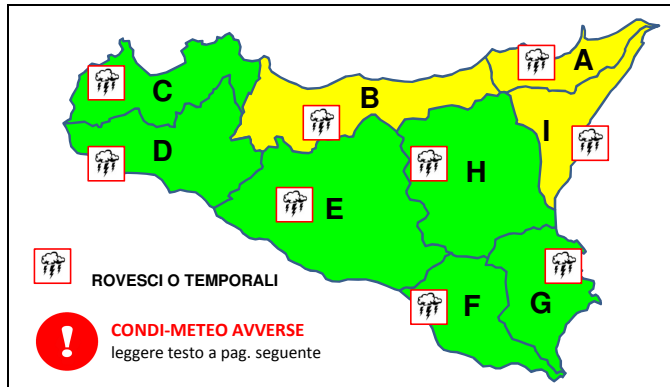 A
B
C
I
D
H
E
ROVESCI O TEMPORALI
F
G
!
CONDI-METEO AVVERSE
leggere testo a pag. seguente